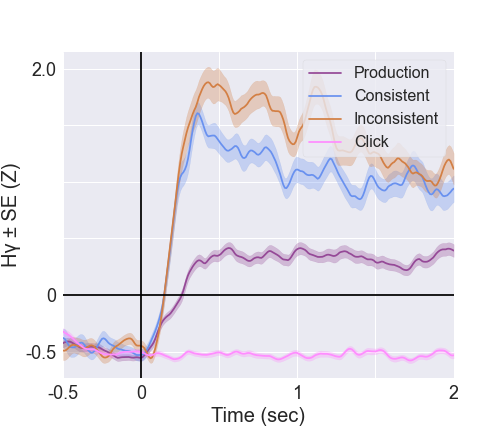 Production
Consistent
Inconsistent
Click
Hγ ± SE (Z)
2.0
0
-0.5
-0.5 0 1 2
Time (sec)